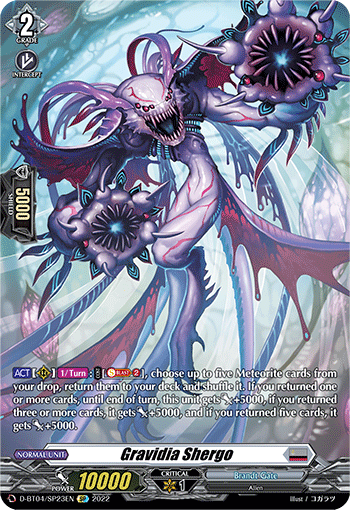 2
GRADE
INTERCEPT
5000
SHIELD
ACT [ ] 1/Turn : [ SOUL BLAST 2 ], choose up to five Meteorite cards from
your drop, return them to your deck and shuffle it. If you returned one
or more cards, until end of turn, this unit gets +5000, if you returned
three or more cards, it gets +5000, and if you returned five cards, it
gets +5000.
NORMAL UNIT
Gravidia Shergo
POWER 10000
CRITICAL
1
Brandt Gate
Alien
D-BT04/SP23EN SP 2022
Illust / コガラツ